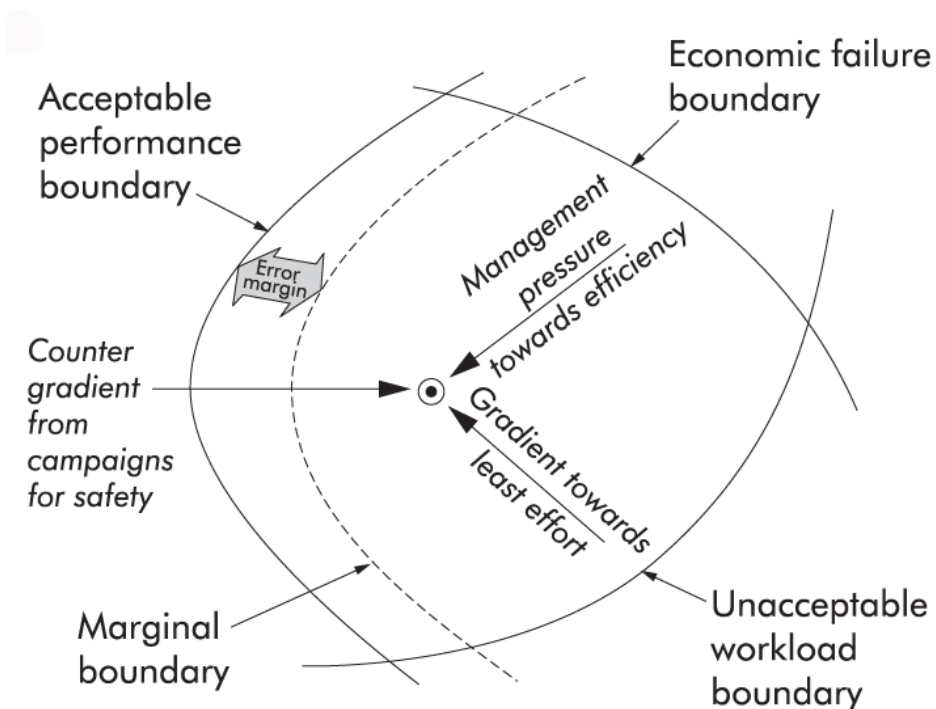 Economic failure
boundary
Acceptable
performance
boundary
Management
pressure
towards efficiency
Error
margin
Counter
gradient
from
campaigns
for safety
Gradient towards
least effort
Marginal
boundary
Unacceptable
workload
boundary